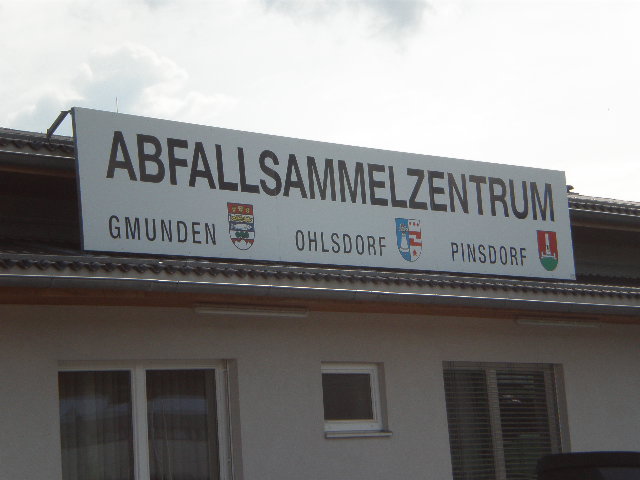 ABFALLSAMMELZENTRUM
GMUNDEN OHLSDORF PINSDORF